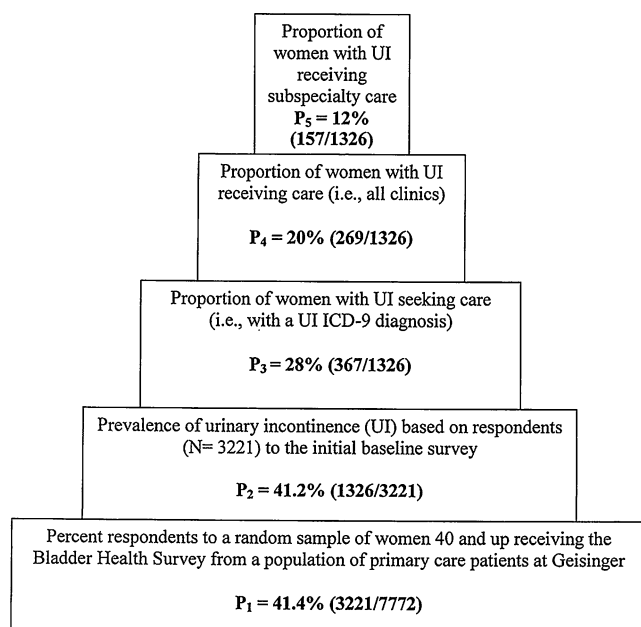 Proportion of
women with UI
receiving
subspecialty care
P₅ = 12%
(157/1326)
Proportion of women with UI
receiving care (i.e., all clinics)
P₄ = 20% (269/1326)
Proportion of women with UI seeking care
(i.e., with a UI ICD-9 diagnosis)
P₃ = 28% (367/1326)
Prevalence of urinary incontinence (UI) based on respondents
(N= 3221) to the initial baseline survey
P₂ = 41.2% (1326/3221)
Percent respondents to a random sample of women 40 and up receiving the
Bladder Health Survey from a population of primary care patients at Geisinger
P₁ = 41.4% (3221/7772)